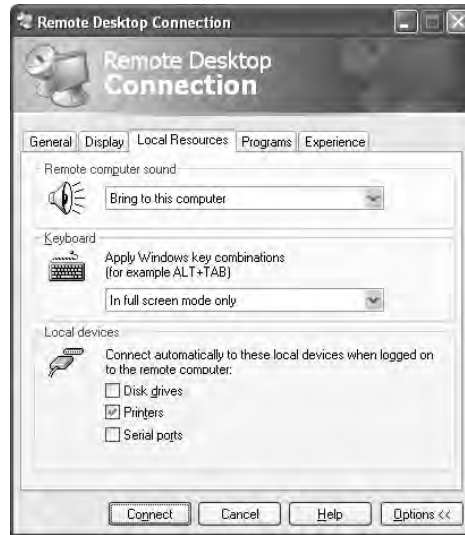 Remote Desktop Connection
Remote Desktop
Connection
General Display Local Resources Programs Experience
Remote computer sound
Bring to this computer
Keyboard
Apply Windows key combinations
(for example ALT+TAB)
In full screen mode only
Local devices
Connect automatically to these local devices when logged on
to the remote computer:
Disk drives
Printers
Serial ports
Connect Cancel Help Options <<